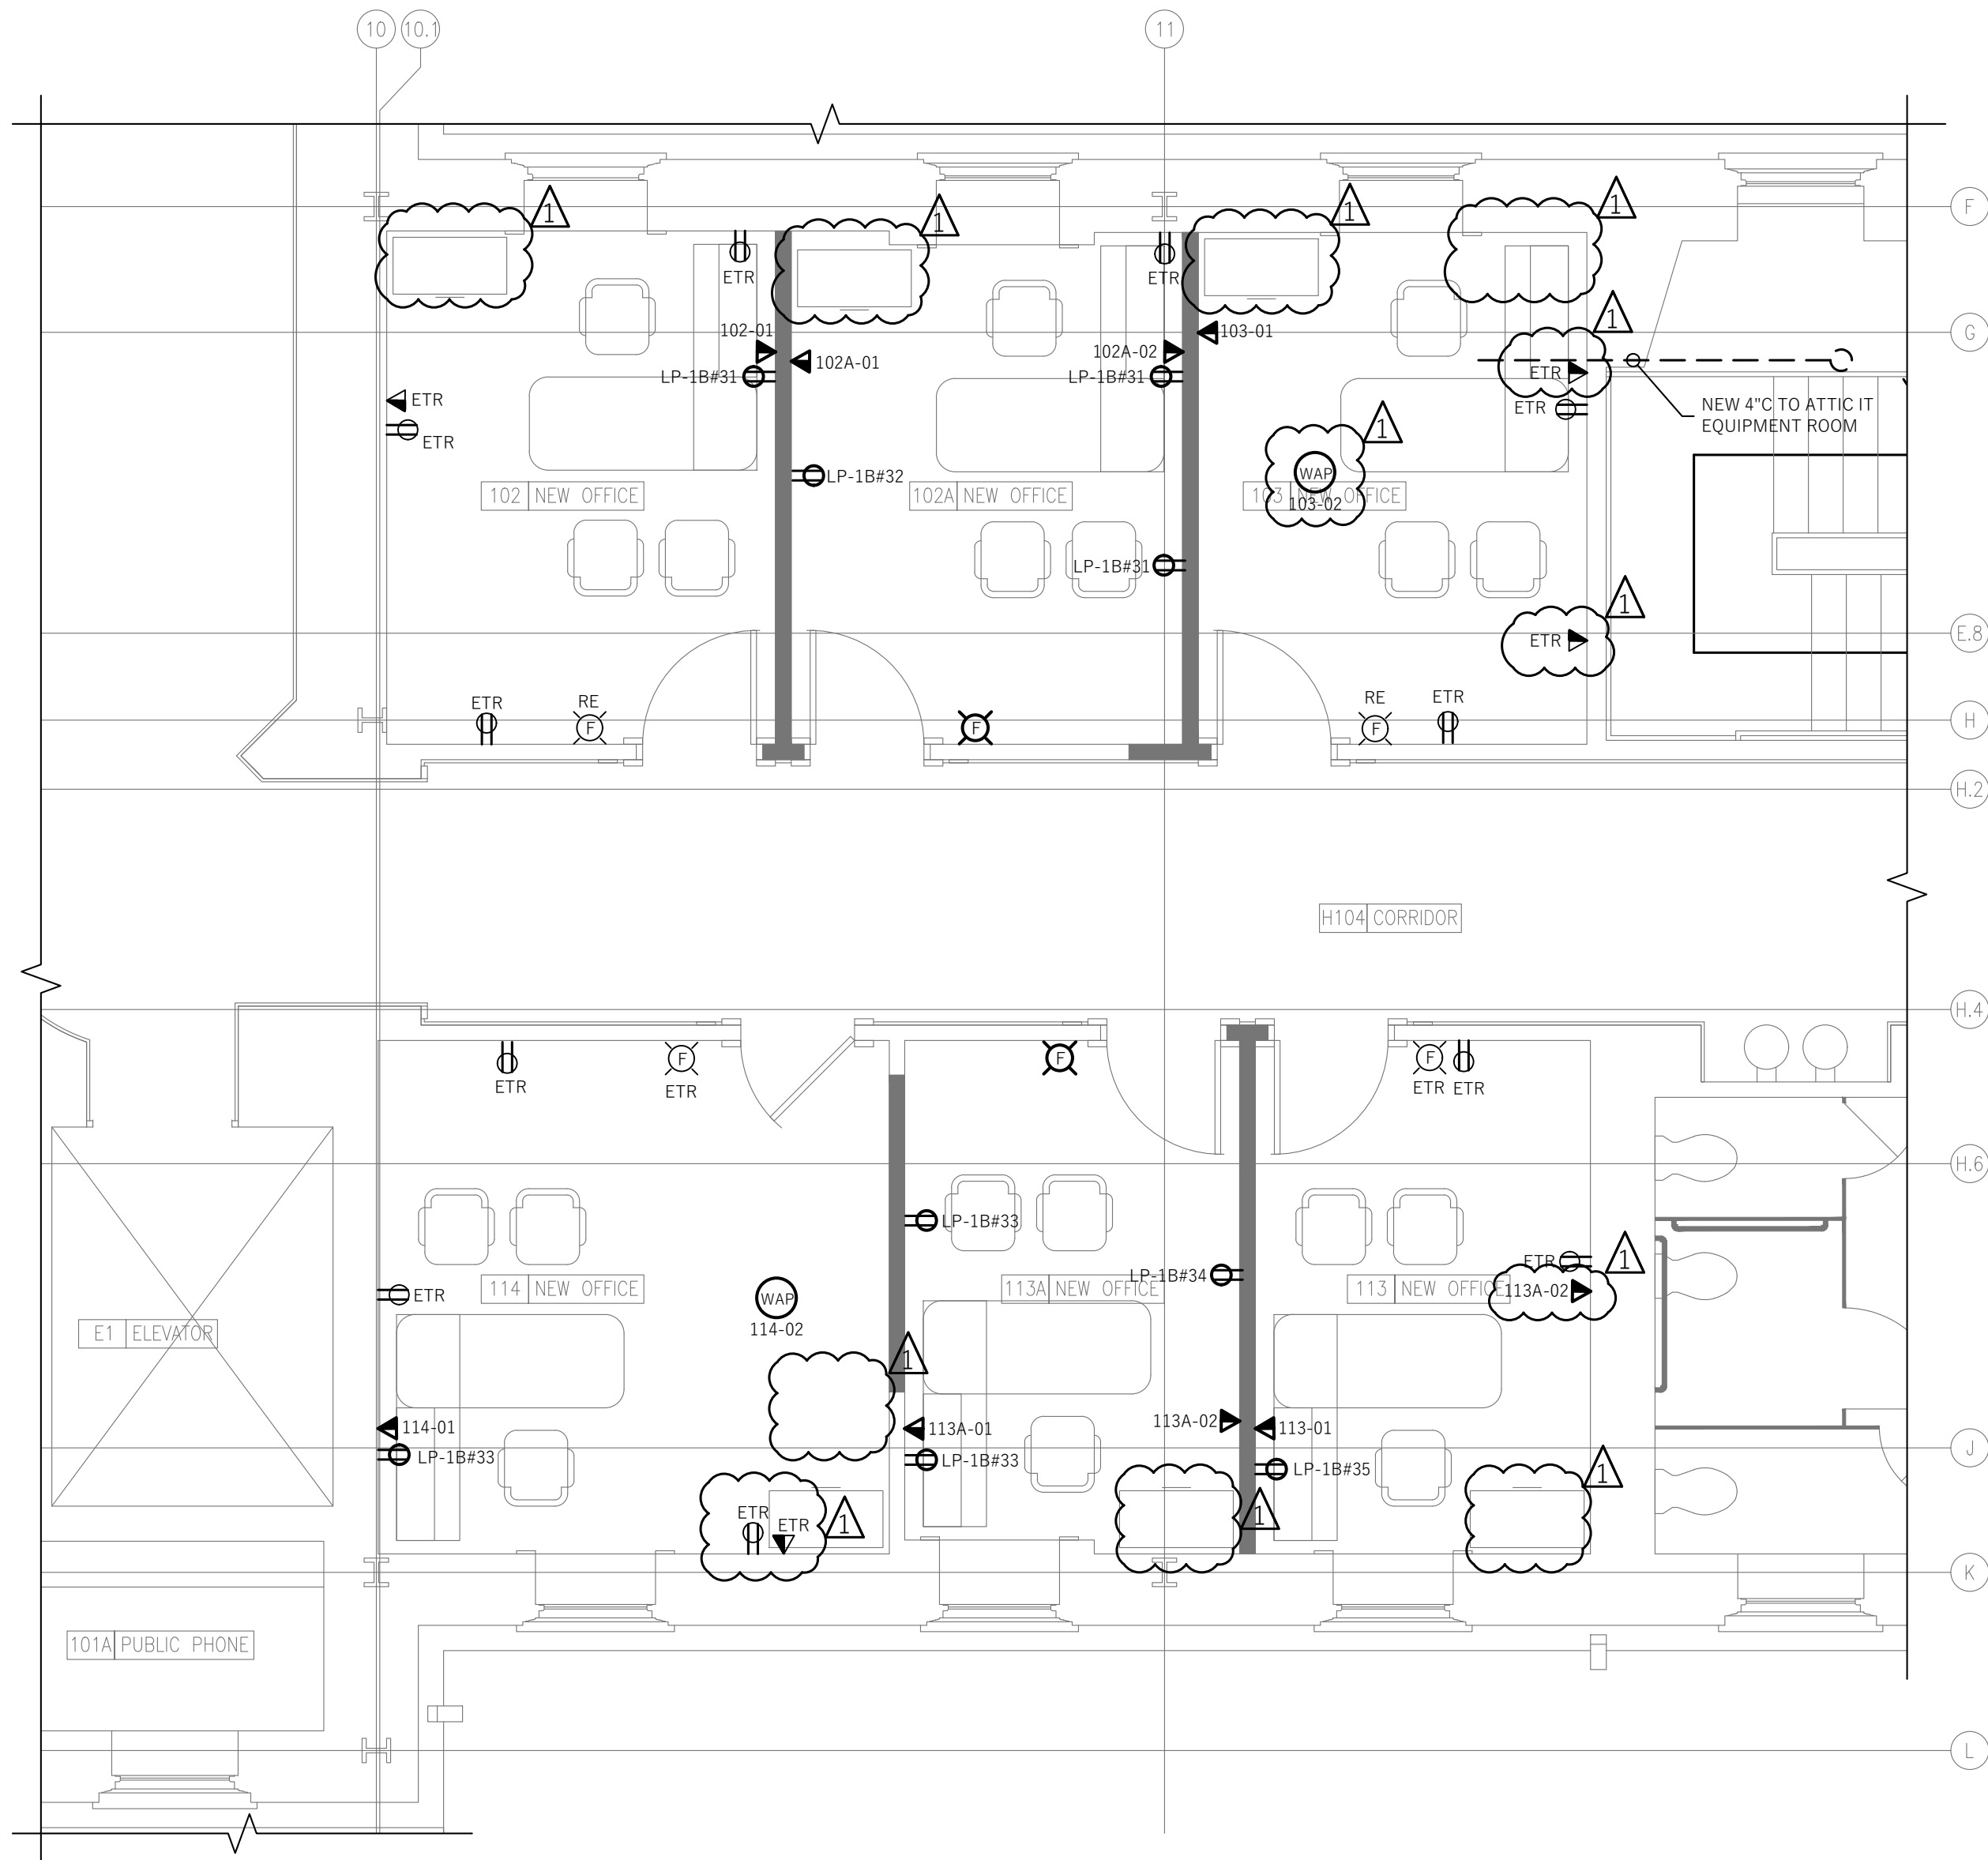 10
10.1
11
1
1
1
1
F
ETR
ETR
1
G
102-01
102A-01
102A-02
103-01
LP-1B#31
LP-1B#31
ETR
ETR
ETR
ETR
NEW 4"C TO ATTIC IT
EQUIPMENT ROOM
1
WAP
103-02
LP-1B#32
102 NEW OFFICE
102A NEW OFFICE
103 NEW OFFICE
LP-1B#31
1
ETR
E.8
ETR
RE
F
F
RE
F
ETR
H
H.2
H104 CORRIDOR
H.4
ETR
F
ETR
F
F
ETR
ETR
H.6
LP-1B#33
LP-1B#34
ETR
1
113A-02
114 NEW OFFICE
113A NEW OFFICE
113 NEW OFFICE
ETR
WAP
114-02
E1 ELEVATOR
1
114-01
113A-01
113A-02
113-01
J
LP-1B#33
LP-1B#33
LP-1B#35
1
ETR
ETR
1
1
K
101A PUBLIC PHONE
L